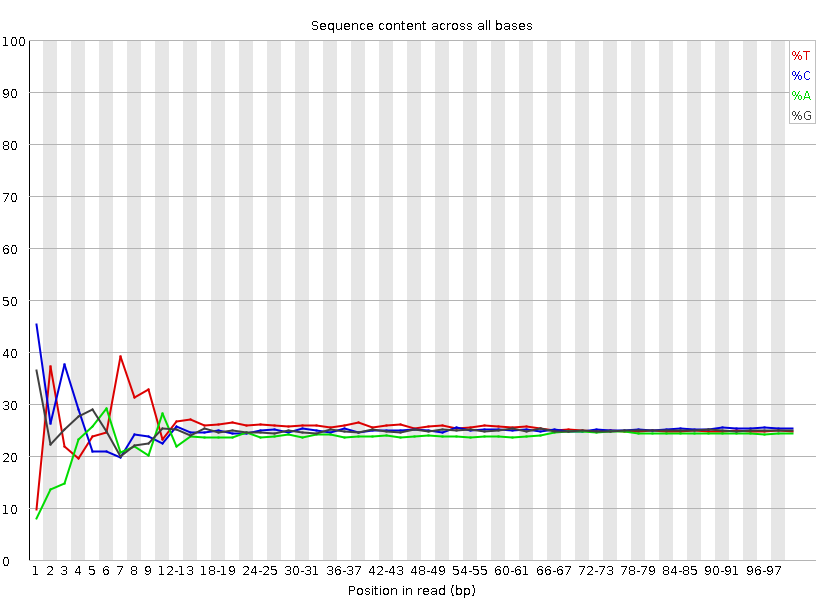 Sequence content across all bases
100
90
80
70
60
50
40
30
20
10
0
%T
%C
%A
%G
1 2 3 4 5 6 7 8 9 12-13 18-19 24-25 30-31 36-37 42-43 48-49 54-55 60-61 66-67 72-73 78-79 84-85 90-91 96-97
Position in read (bp)